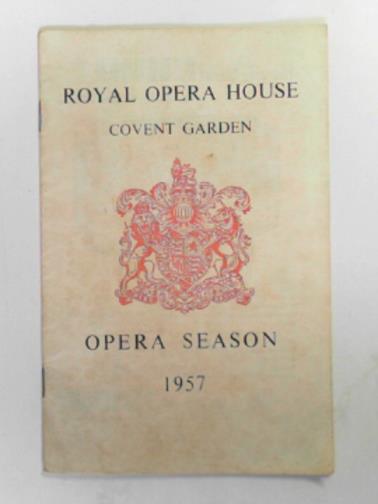 ROYAL OPERA HOUSE
COVENT GARDEN
OPERA SEASON
1957